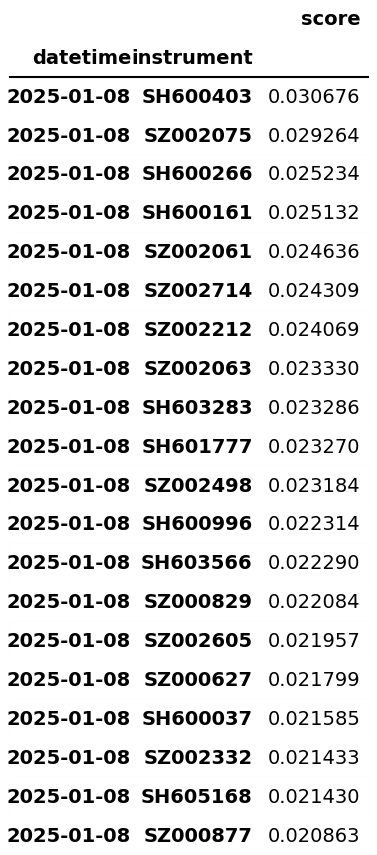 score
datetime instrument
2025-01-08 SH600403 0.030676
2025-01-08 SZ002075 0.029264
2025-01-08 SH600266 0.025234
2025-01-08 SH600161 0.025132
2025-01-08 SZ002061 0.024636
2025-01-08 SZ002714 0.024309
2025-01-08 SZ002212 0.024069
2025-01-08 SZ002063 0.023330
2025-01-08 SH603283 0.023286
2025-01-08 SH601777 0.023270
2025-01-08 SZ002498 0.023184
2025-01-08 SH600996 0.022314
2025-01-08 SH603566 0.022290
2025-01-08 SZ000829 0.022084
2025-01-08 SZ002605 0.021957
2025-01-08 SZ000627 0.021799
2025-01-08 SH600037 0.021585
2025-01-08 SZ002332 0.021433
2025-01-08 SH605168 0.021430
2025-01-08 SZ000877 0.020863